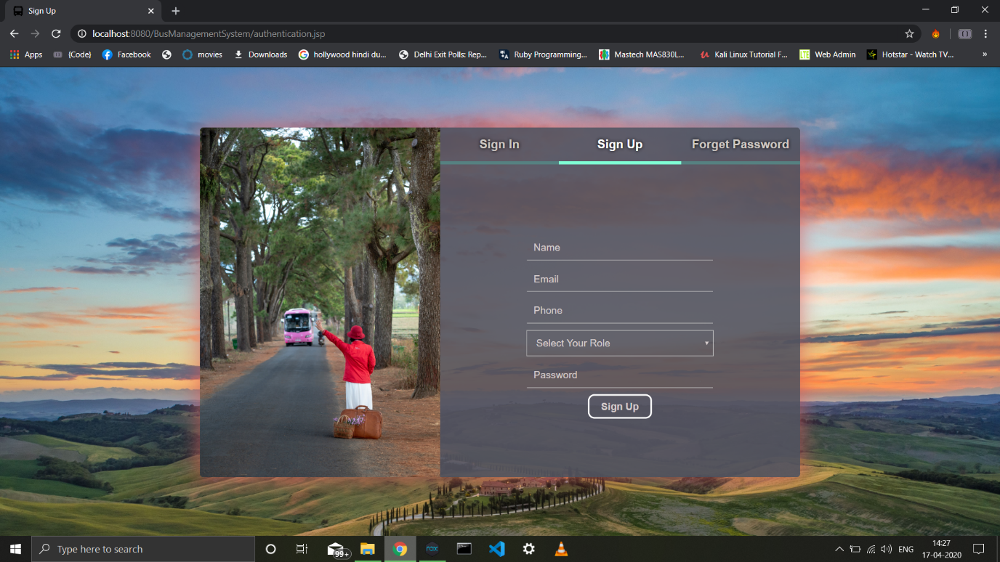 Sign Up
localhost:8080/BusManagementSystem/authentication.jsp
Apps {Code} Facebook movies Downloads hollywood hindi du... Delhi Exit Polls: Rep... Ruby Programming... Mastech MAS830L... Kali Linux Tutorial F... LTE Web Admin Hotstar - Watch TV... »
Sign In Sign Up Forget Password
Name
Email
Phone
Select Your Role
Password
Sign Up
Type here to search
99+
nox
ENG
14:27
17-04-2020